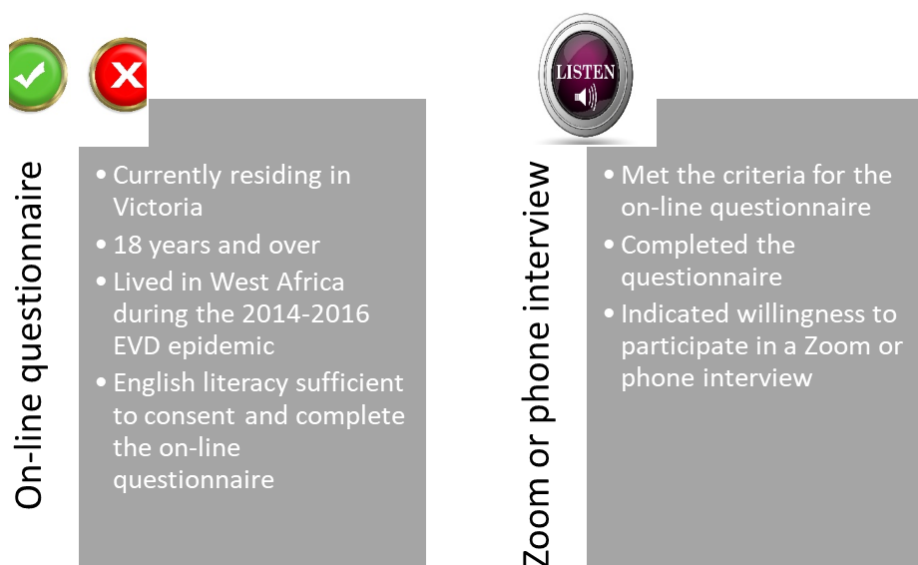 On-line questionnaire
• Currently residing in
Victoria
• 18 years and over
• Lived in West Africa
during the 2014-2016
EVD epidemic
• English literacy sufficient
to consent and complete
the on-line
questionnaire
LISTEN
Zoom or phone interview
• Met the criteria for the
on-line questionnaire
• Completed the
questionnaire
• Indicated willingness to
participate in a Zoom or
phone interview